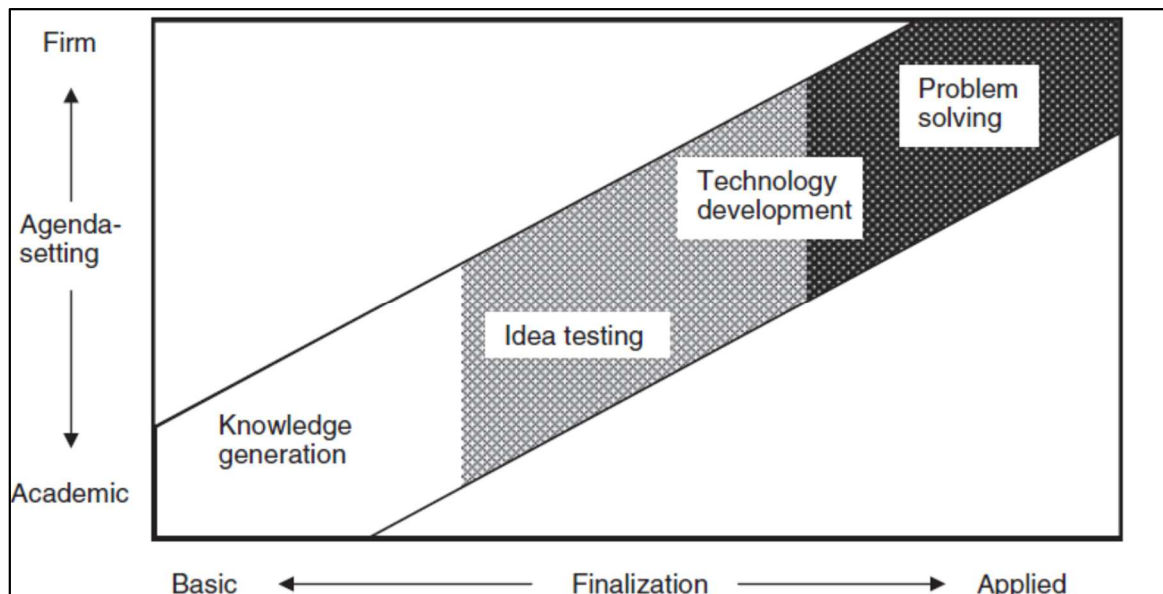 Firm
Problem
solving
Technology
development
Agenda-
setting
Idea testing
Knowledge
generation
Academic
Basic
Finalization
Applied